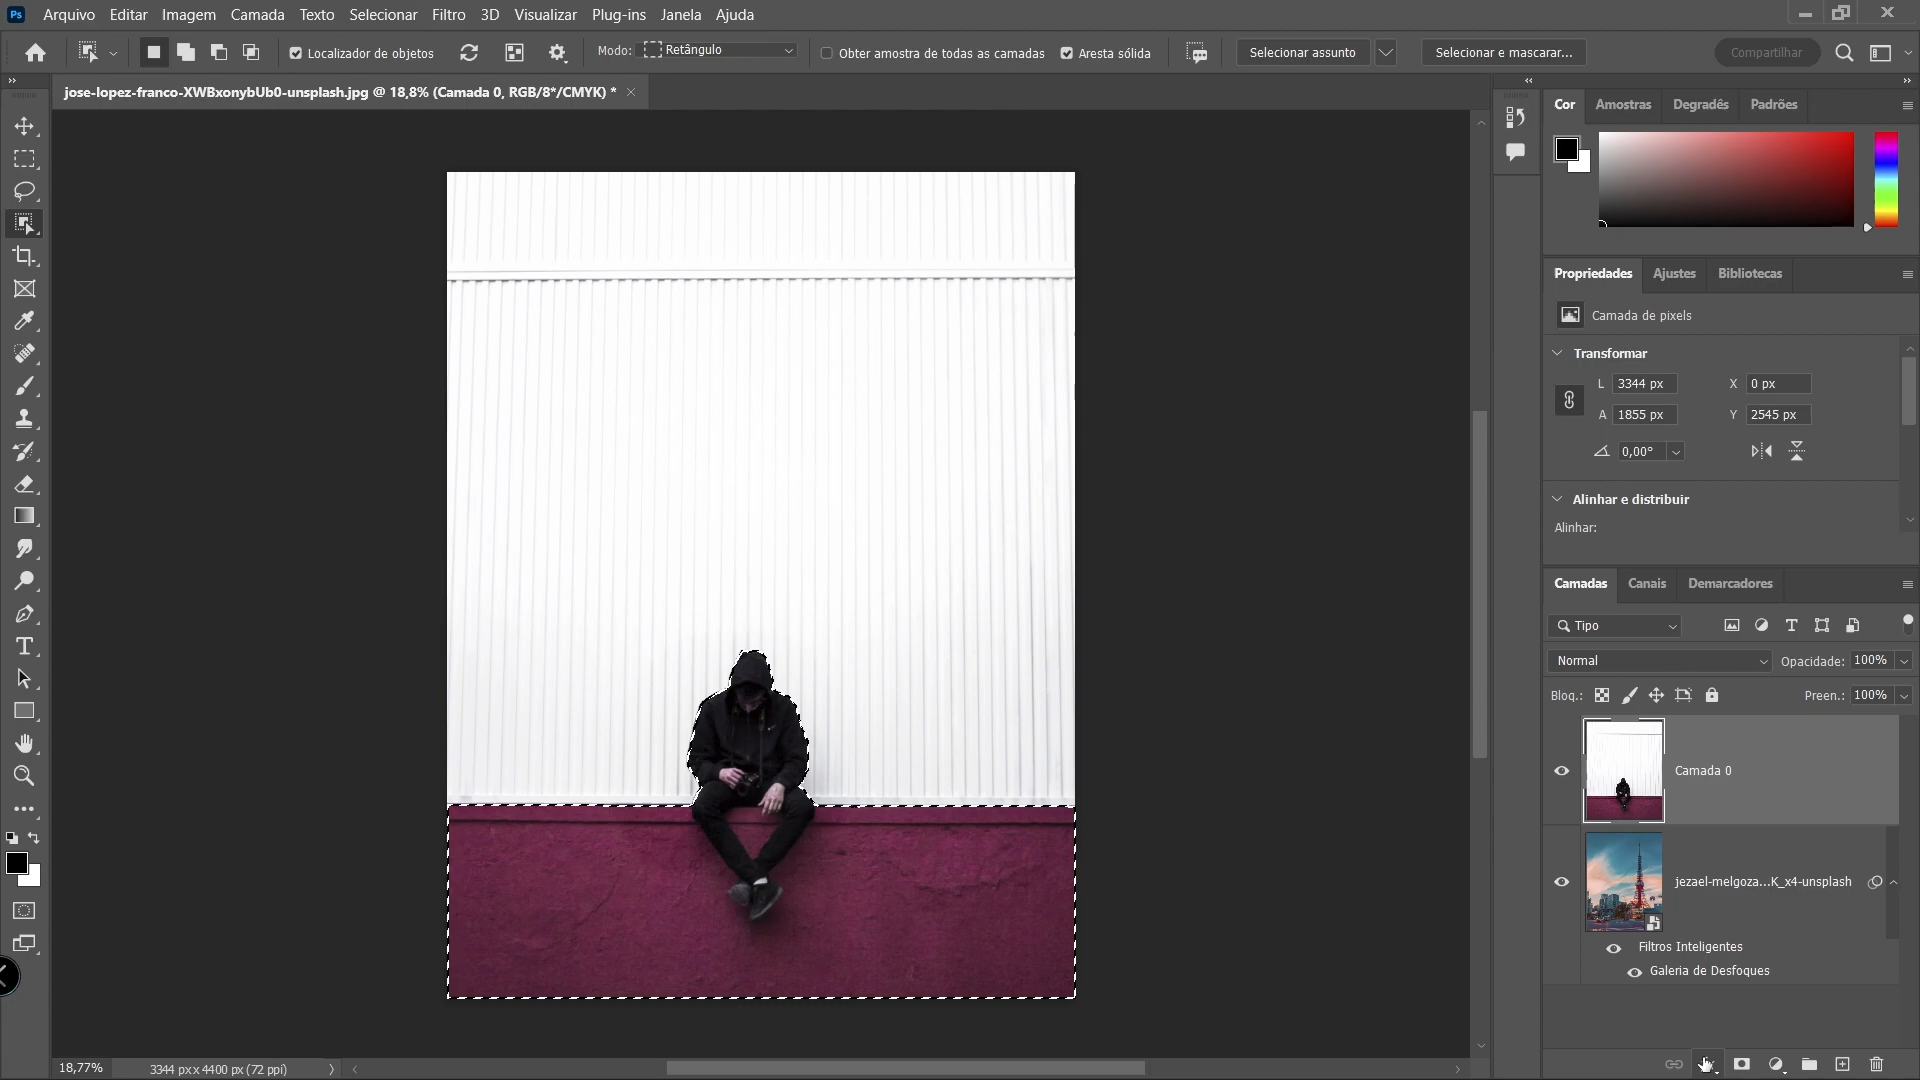 Ps Arquivo Editar Imagem Camada Texto Selecionar Filtro 3D Visualizar Plug-ins Janela Ajuda
Localizador de objetos Modo: Retângulo Obter amostra de todas as camadas Aresta sólida Selecionar assunto Selecionar e mascarar... Compartilhar
jose-lopez-franco-XWBxonybUb0-unsplash.jpg @ 18,8% (Camada 0, RGB/8*/CMYK) *
Cor Amostras Degradês Padrões
Propriedades Ajustes Bibliotecas
Camada de pixels
Transformar
L 3344 px X 0 px
A 1855 px Y 2545 px
0,00°
Alinhar e distribuir
Alinhar:
Camadas Canais Demarcadores
Tipo
Normal Opacidade: 100%
Bloq.: Preen.: 100%
Camada 0
jezael-melgoza...K_x4-unsplash
Filtros Inteligentes
Galeria de Desfoques
18,77% 3344 px x 4400 px (72 ppi)